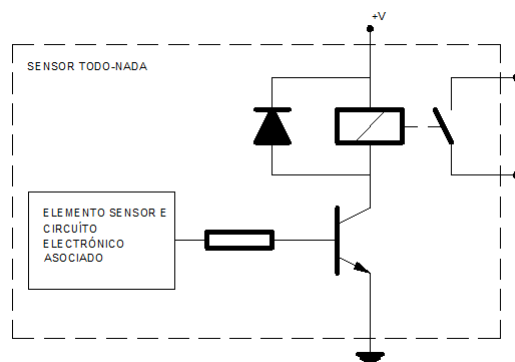 +V
SENSOR TODO-NADA
ELEMENTO SENSOR E
CIRCUÍTO
ELECTRÓNICO
ASOCIADO